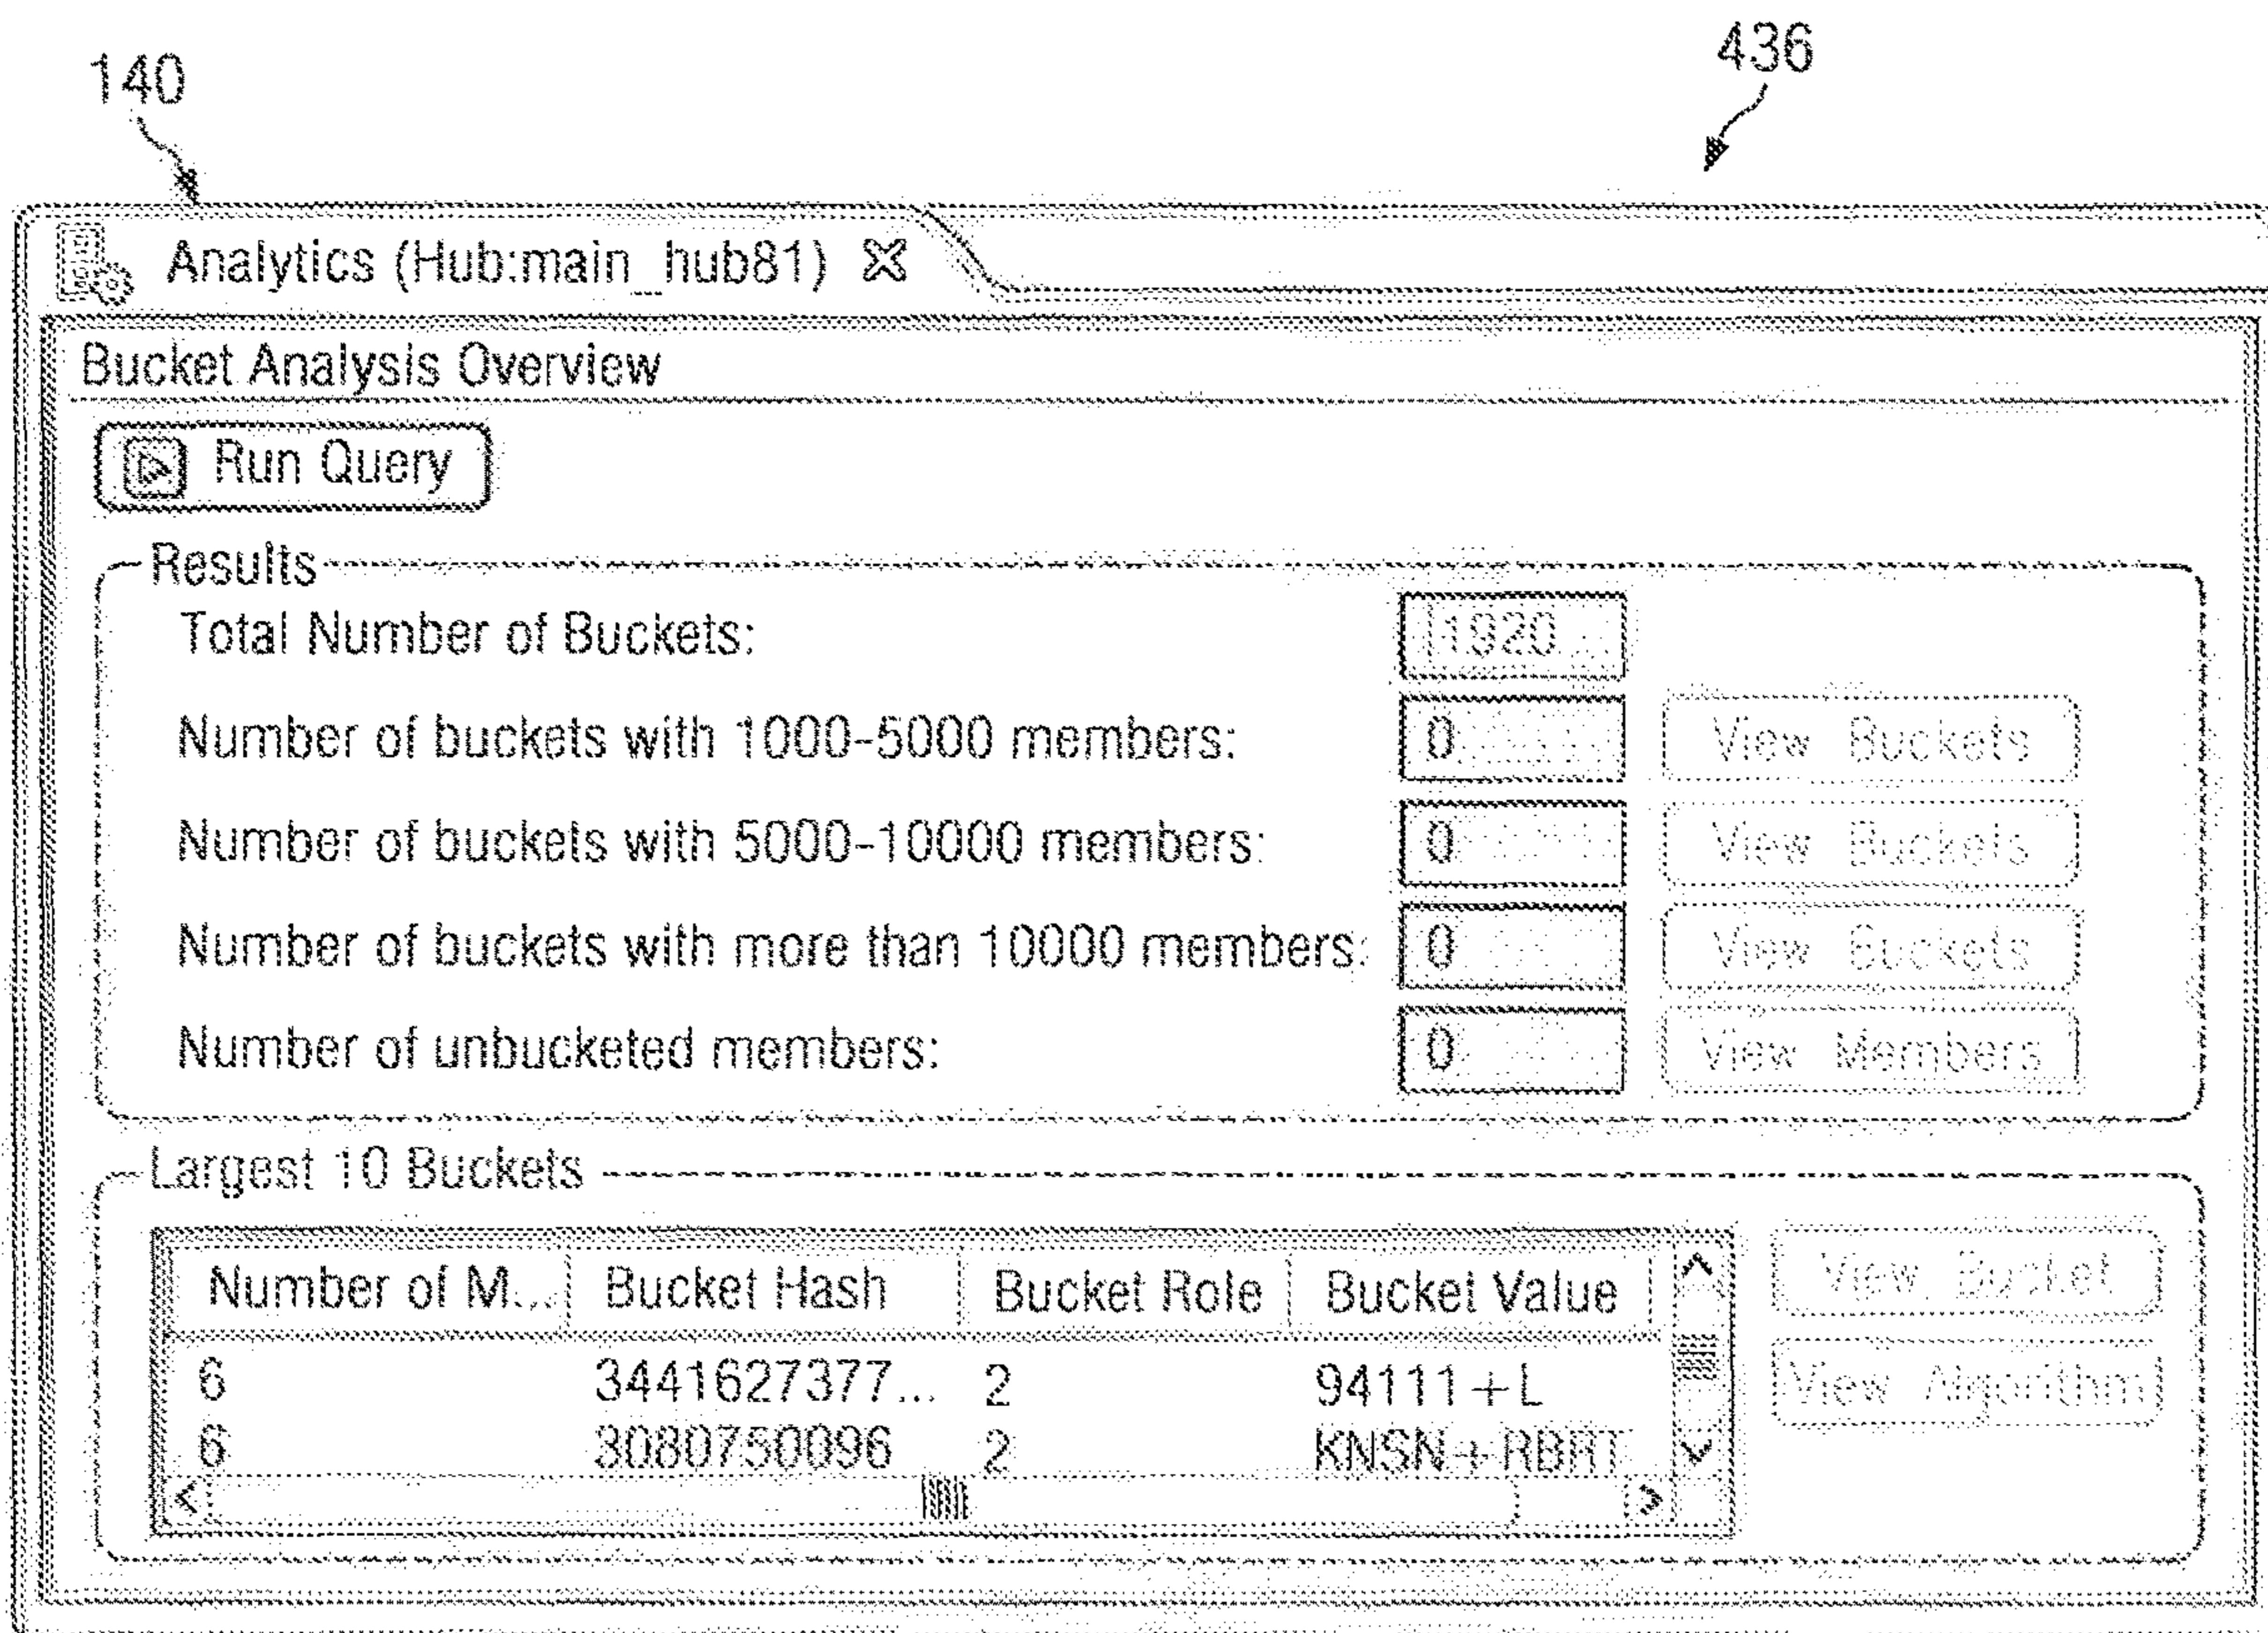 140
436
Analytics (Hub:main_hub81)
Bucket Analysis Overview
Run Query
Results
Total Number of Buckets: 1920
Number of buckets with 1000-5000 members: 0 View Buckets
Number of buckets with 5000-10000 members: 0 View Buckets
Number of buckets with more than 10000 members: 0 View Buckets
Number of unbucketed members: 0 View Members
Largest 10 Buckets
Number of M... Bucket Hash Bucket Role Bucket Value View Bucket
6 3441627377... 2 94111+L View Algorithm
6 3080750096 2 KNSN+RBRT